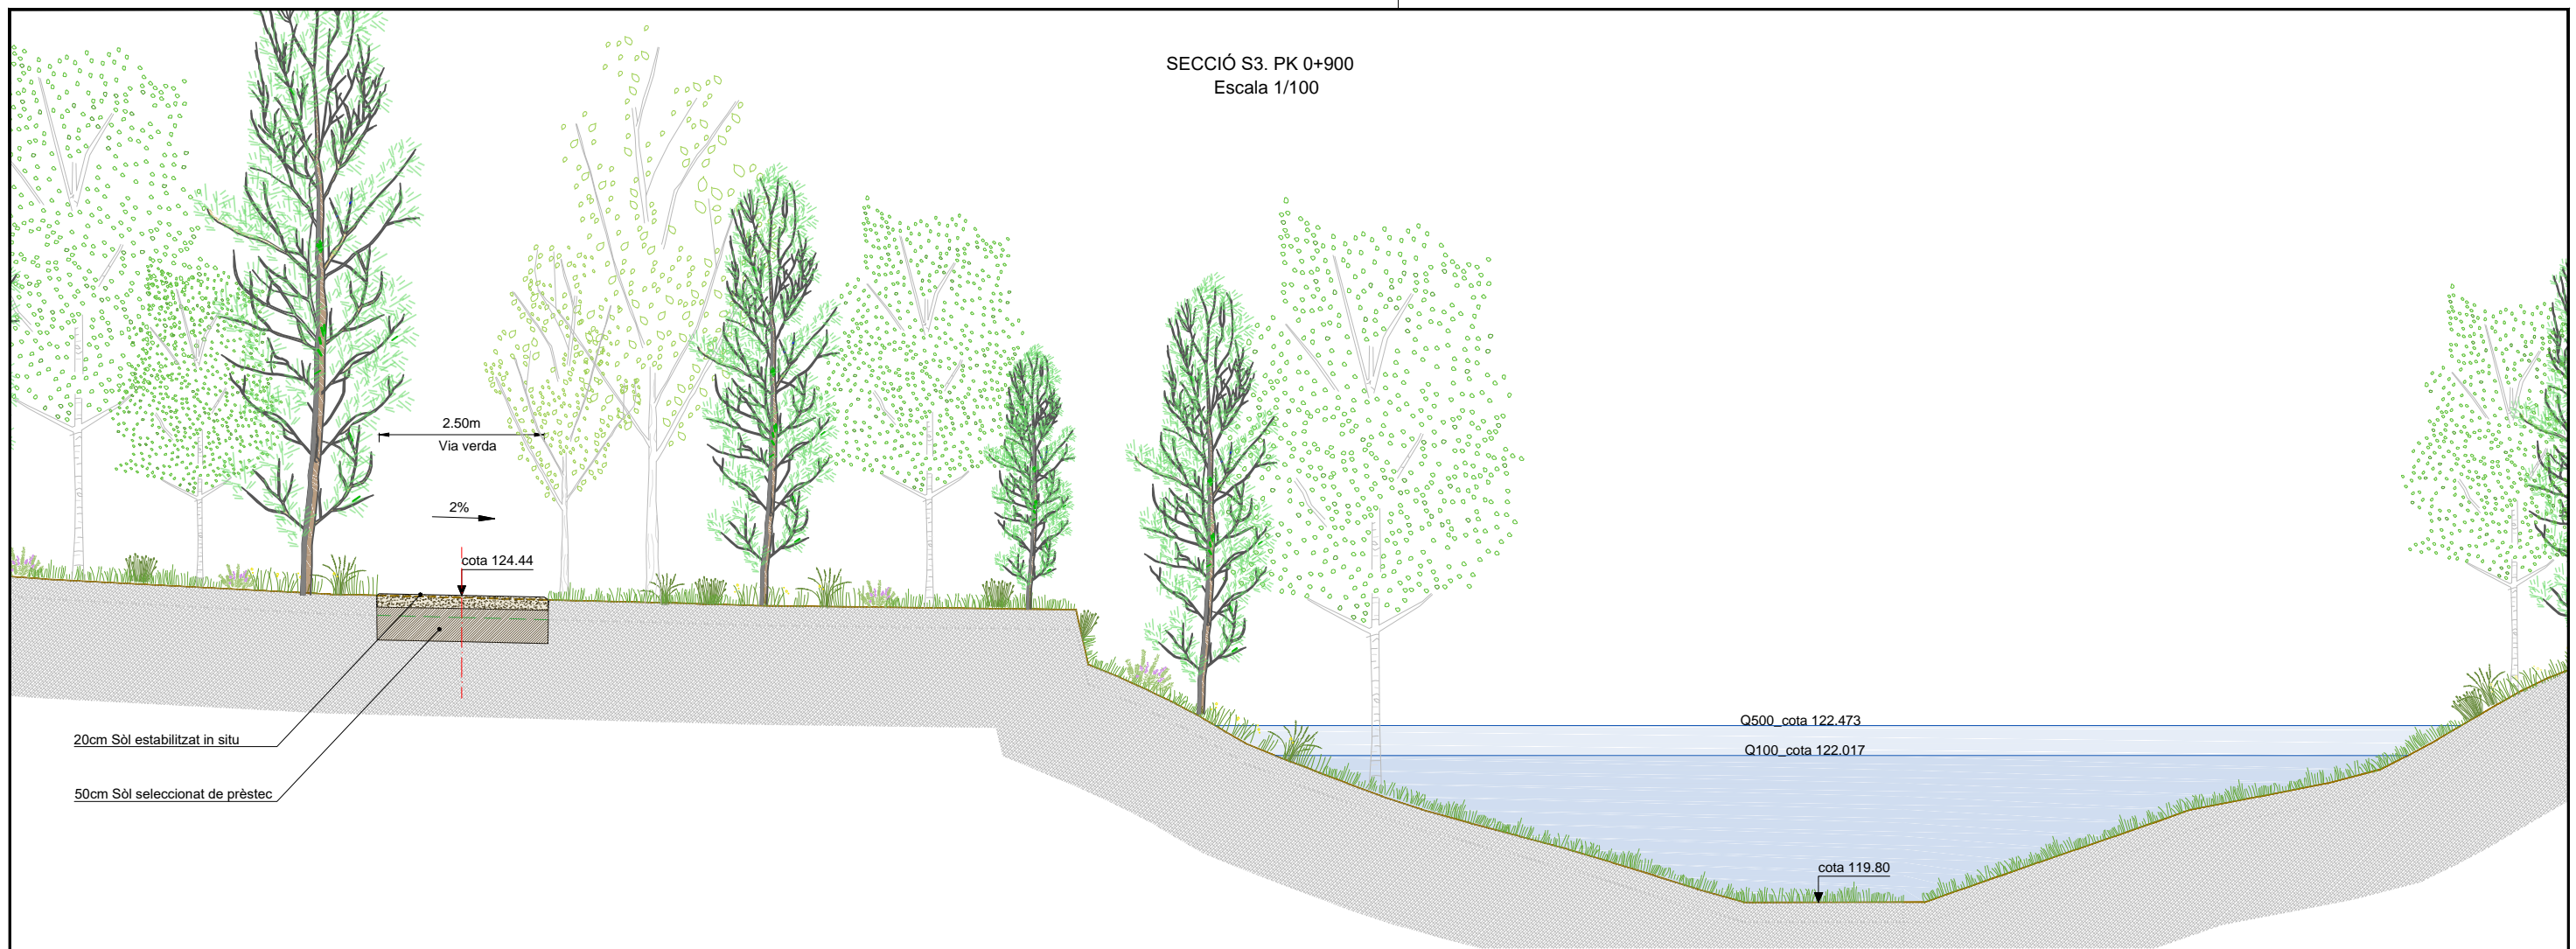 SECCIÓ S3. PK 0+900
Escala 1/100
2.50m
Via verda
2%
cota 124.44
20cm Sòl estabilitzat in situ
50cm Sòl seleccionat de prèstec
Q500_cota 122.473
Q100_cota 122.017
cota 119.80